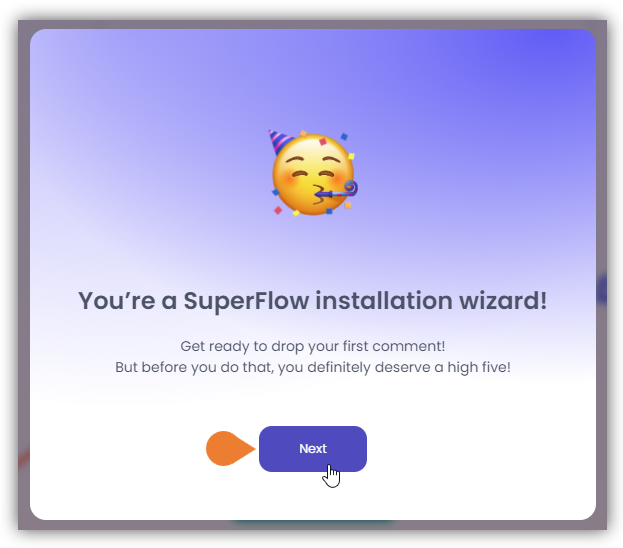 You’re a SuperFlow installation wizard!
Get ready to drop your first comment!
But before you do that, you definitely deserve a high five!
Next